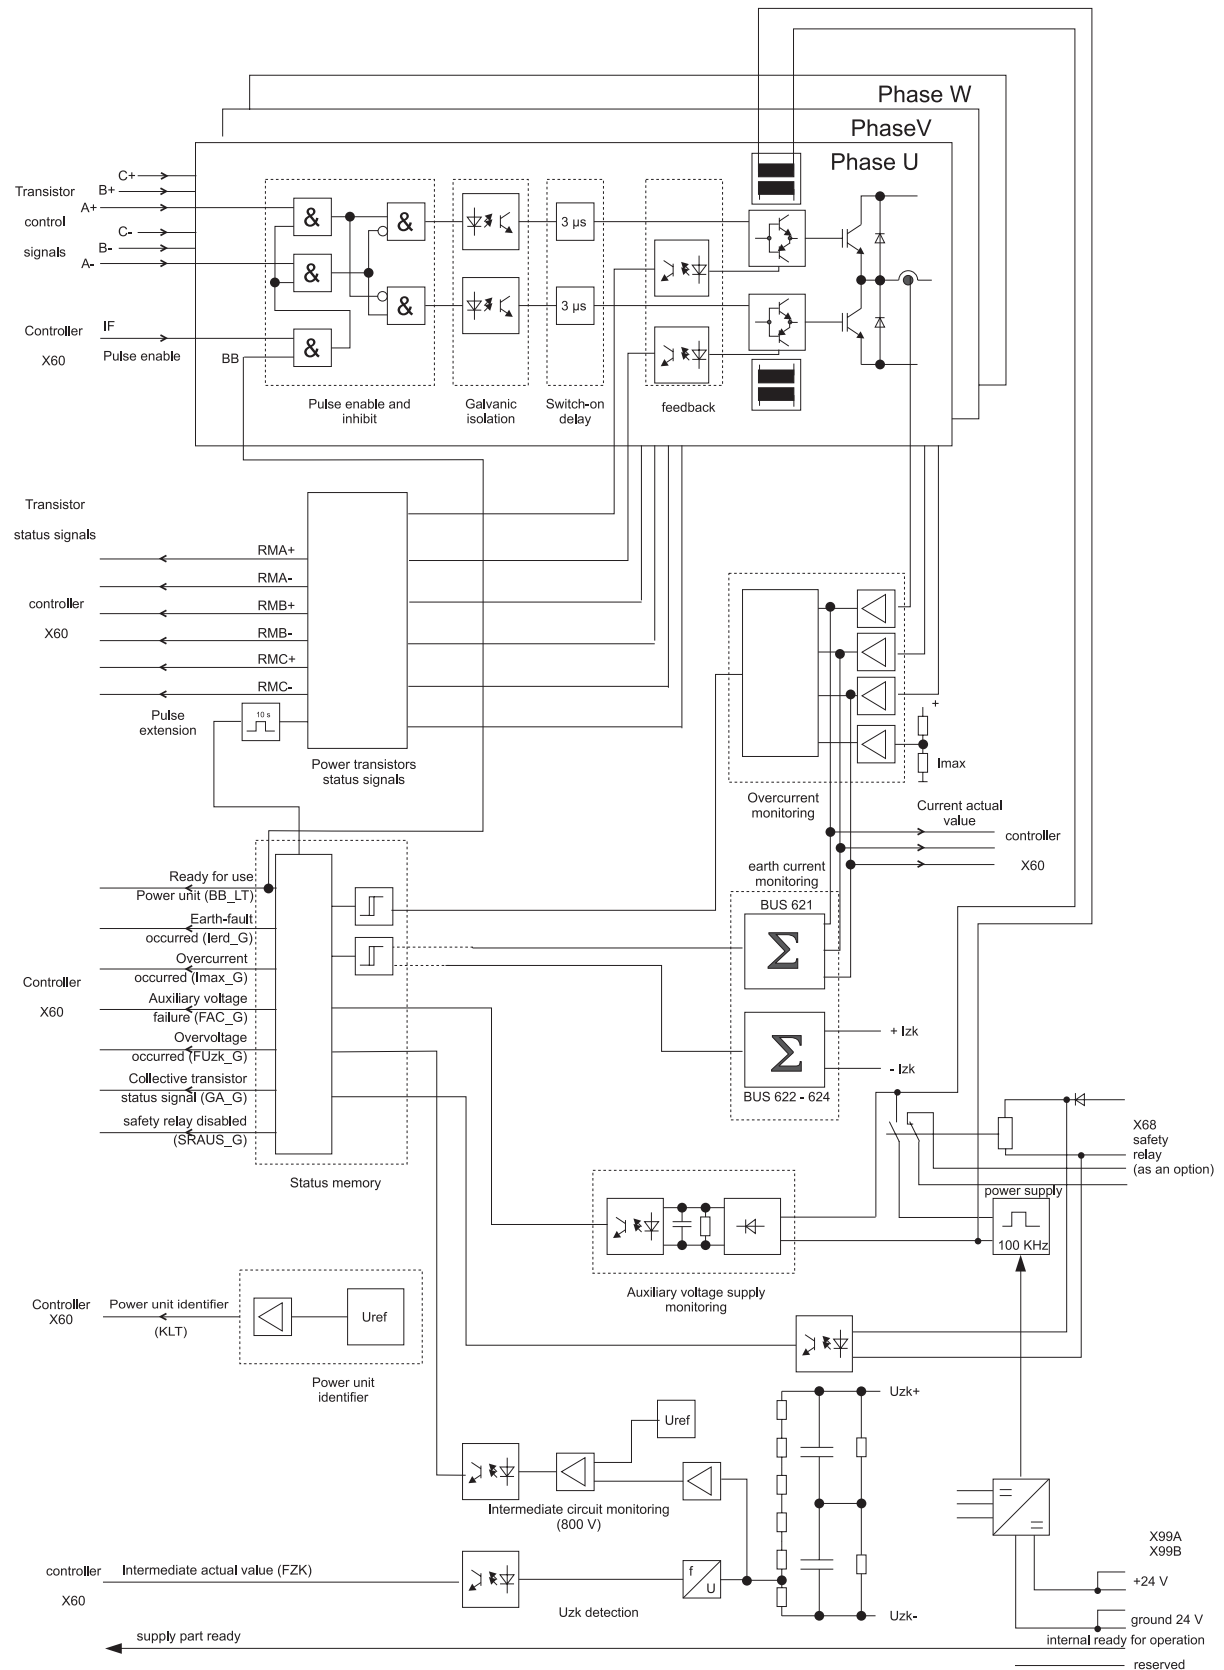 Phase W
PhaseV
Phase U
C+
Transistor
B+
A+
control
C-
signals
B-
A-
&
&
&
&
&
3 µs
3 µs
IF
Controller
X60
Pulse enable
BB
Pulse enable and
inhibit
Galvanic
isolation
Switch-on
delay
feedback
Transistor
status signals
RMA+
RMA-
controller
RMB+
X60
RMB-
RMC+
RMC-
Pulse
extension
10 s
Power transistors
status signals
+
Imax
Overcurrent
monitoring
Current actual
value
controller
X60
earth current
monitoring
BUS 621
Σ
Σ
+ Izk
- Izk
BUS 622 - 624
Ready for use
Power unit (BB_LT)
Earth-fault
occurred (Ierd_G)
Overcurrent
occurred (Imax_G)
Controller
X60
Auxiliary voltage
failure (FAC_G)
Overvoltage
occurred (FUzk_G)
Collective transistor
status signal (GA_G)
safety relay disabled
(SRAUS_G)
Status memory
X68
safety
relay
(as an option)
power supply
100 KHz
Auxiliary voltage supply
monitoring
Controller
X60
Power unit identifier
(KLT)
Uref
Power unit
identifier
Uzk+
Uref
Intermediate circuit monitoring
(800 V)
controller
X60
Intermediate actual value (FZK)
f
U
Uzk detection
Uzk-
X99A
X99B
+24 V
ground 24 V
supply part ready
internal ready for operation
reserved